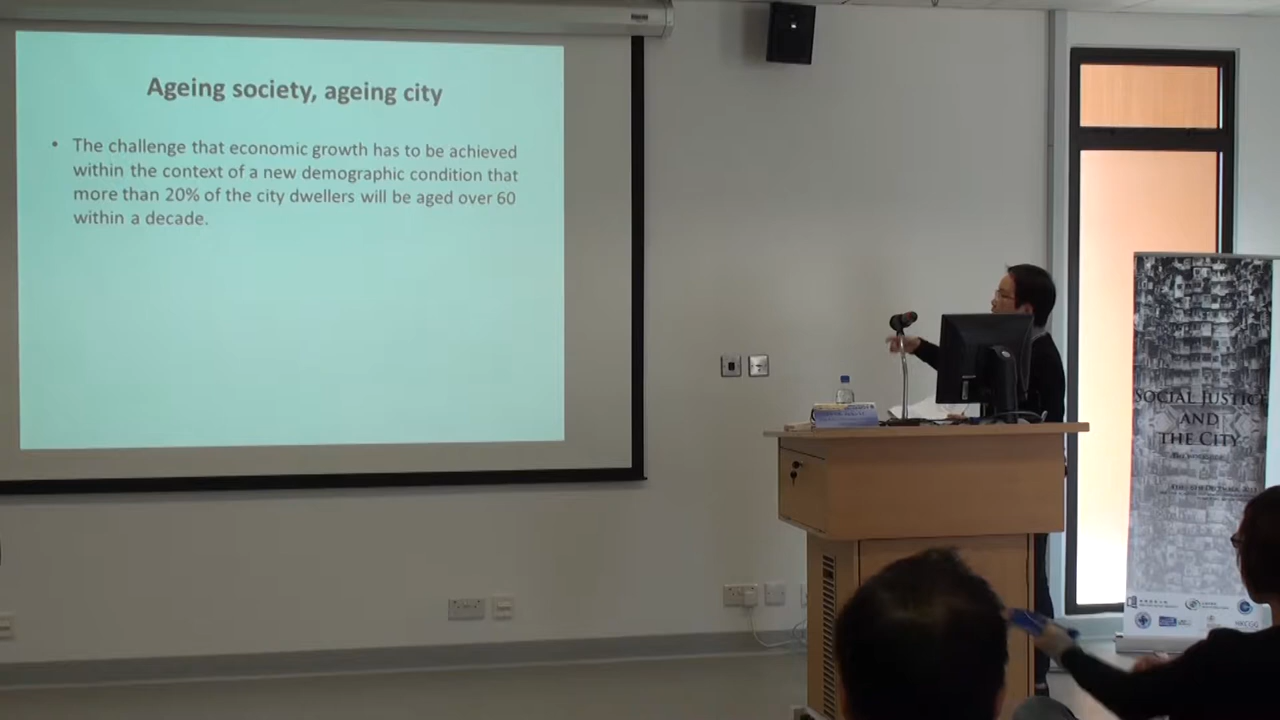 Ageing society, ageing city
• The challenge that economic growth has to be achieved
within the context of a new demographic condition that
more than 20% of the city dwellers will be aged over 60
within a decade.
SOCIAL JUSTICE
AND
THE CITY